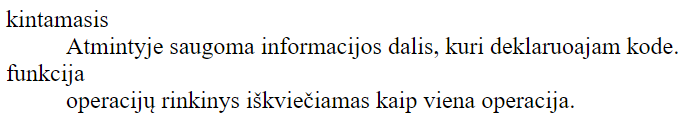 kintamasis
Atmintyje saugoma informacijos dalis, kuri deklaruoajam kode.
funkcija
operacijų rinkinys iškviečiamas kaip viena operacija.